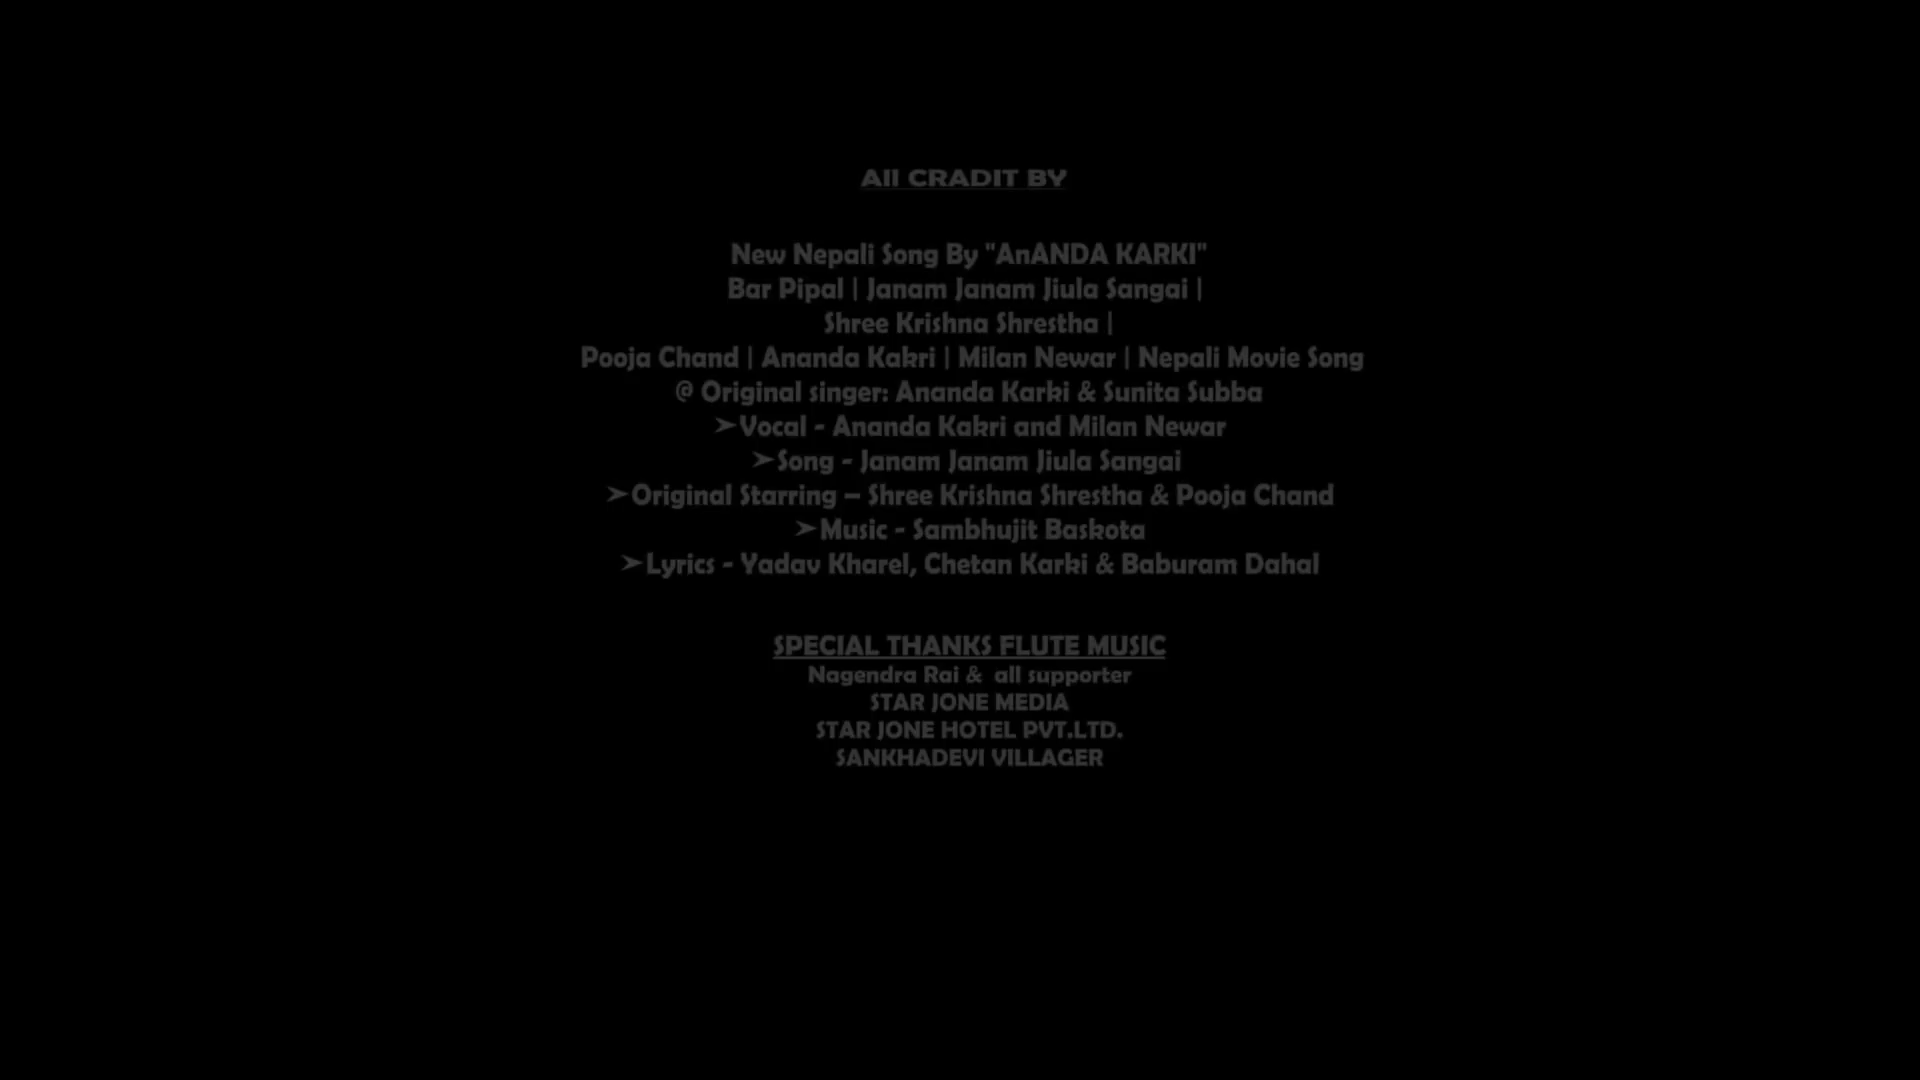 All CRADIT BY
New Nepali Song By "AnANDA KARKI"
Bar Pipal | Janam Janam Jiula Sangai |
Shree Krishna Shrestha |
Pooja Chand | Ananda Kakri | Milan Newar | Nepali Movie Song
@ Original singer: Ananda Karki & Sunita Subba
➢Vocal - Ananda Kakri and Milan Newar
➢Song - Janam Janam Jiula Sangai
➢Original Starring – Shree Krishna Shrestha & Pooja Chand
➢Music - Sambhujit Baskota
➢Lyrics - Yadav Kharel, Chetan Karki & Baburam Dahal
SPECIAL THANKS FLUTE MUSIC
Nagendra Rai & all supporter
STAR JONE MEDIA
STAR JONE HOTEL PVT.LTD.
SANKHADEVI VILLAGER